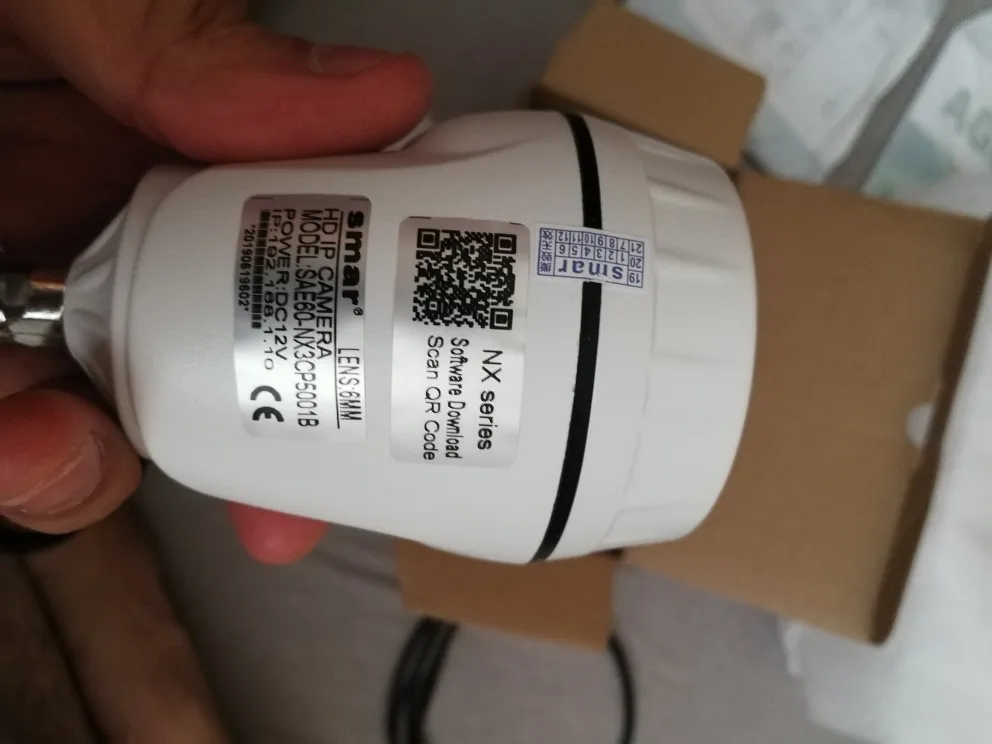 smar®
HD IP CAMERA LENS:6MM
MODEL:SAE60-NX3CP5001B
POWER:DC12V
IP:192.168.1.10
*20190819602*
CE
NX series
Software Download
Scan QR Code
19 20 21
1 2 3 4 5 6
7 8 9 10 11 12
smar
AG